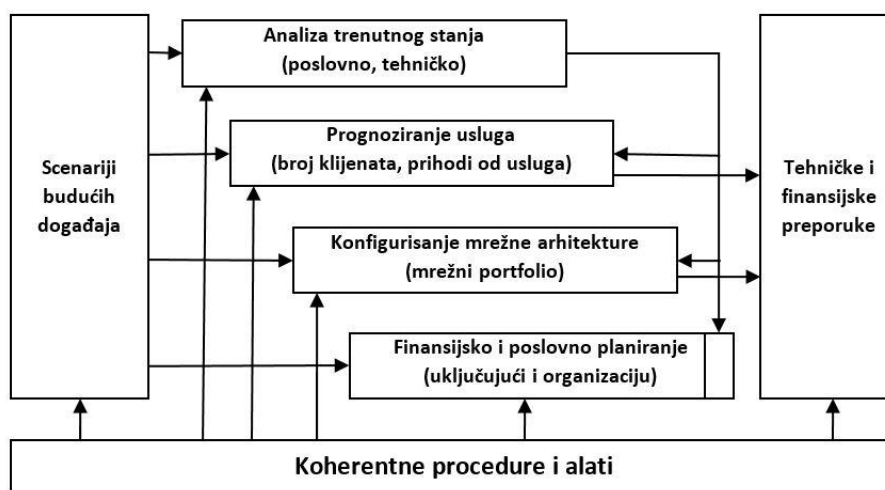 Scenariji
budućih
događaja
Analiza trenutnog stanja
(poslovno, tehničko)
Prognoziranje usluga
(broj klijenata, prihodi od usluga)
Konfigurisanje mrežne arhitekture
(mrežni portfolio)
Finansijsko i poslovno planiranje
(uključujući i organizaciju)
Tehničke i
finansijske
preporuke
Koherentne procedure i alati